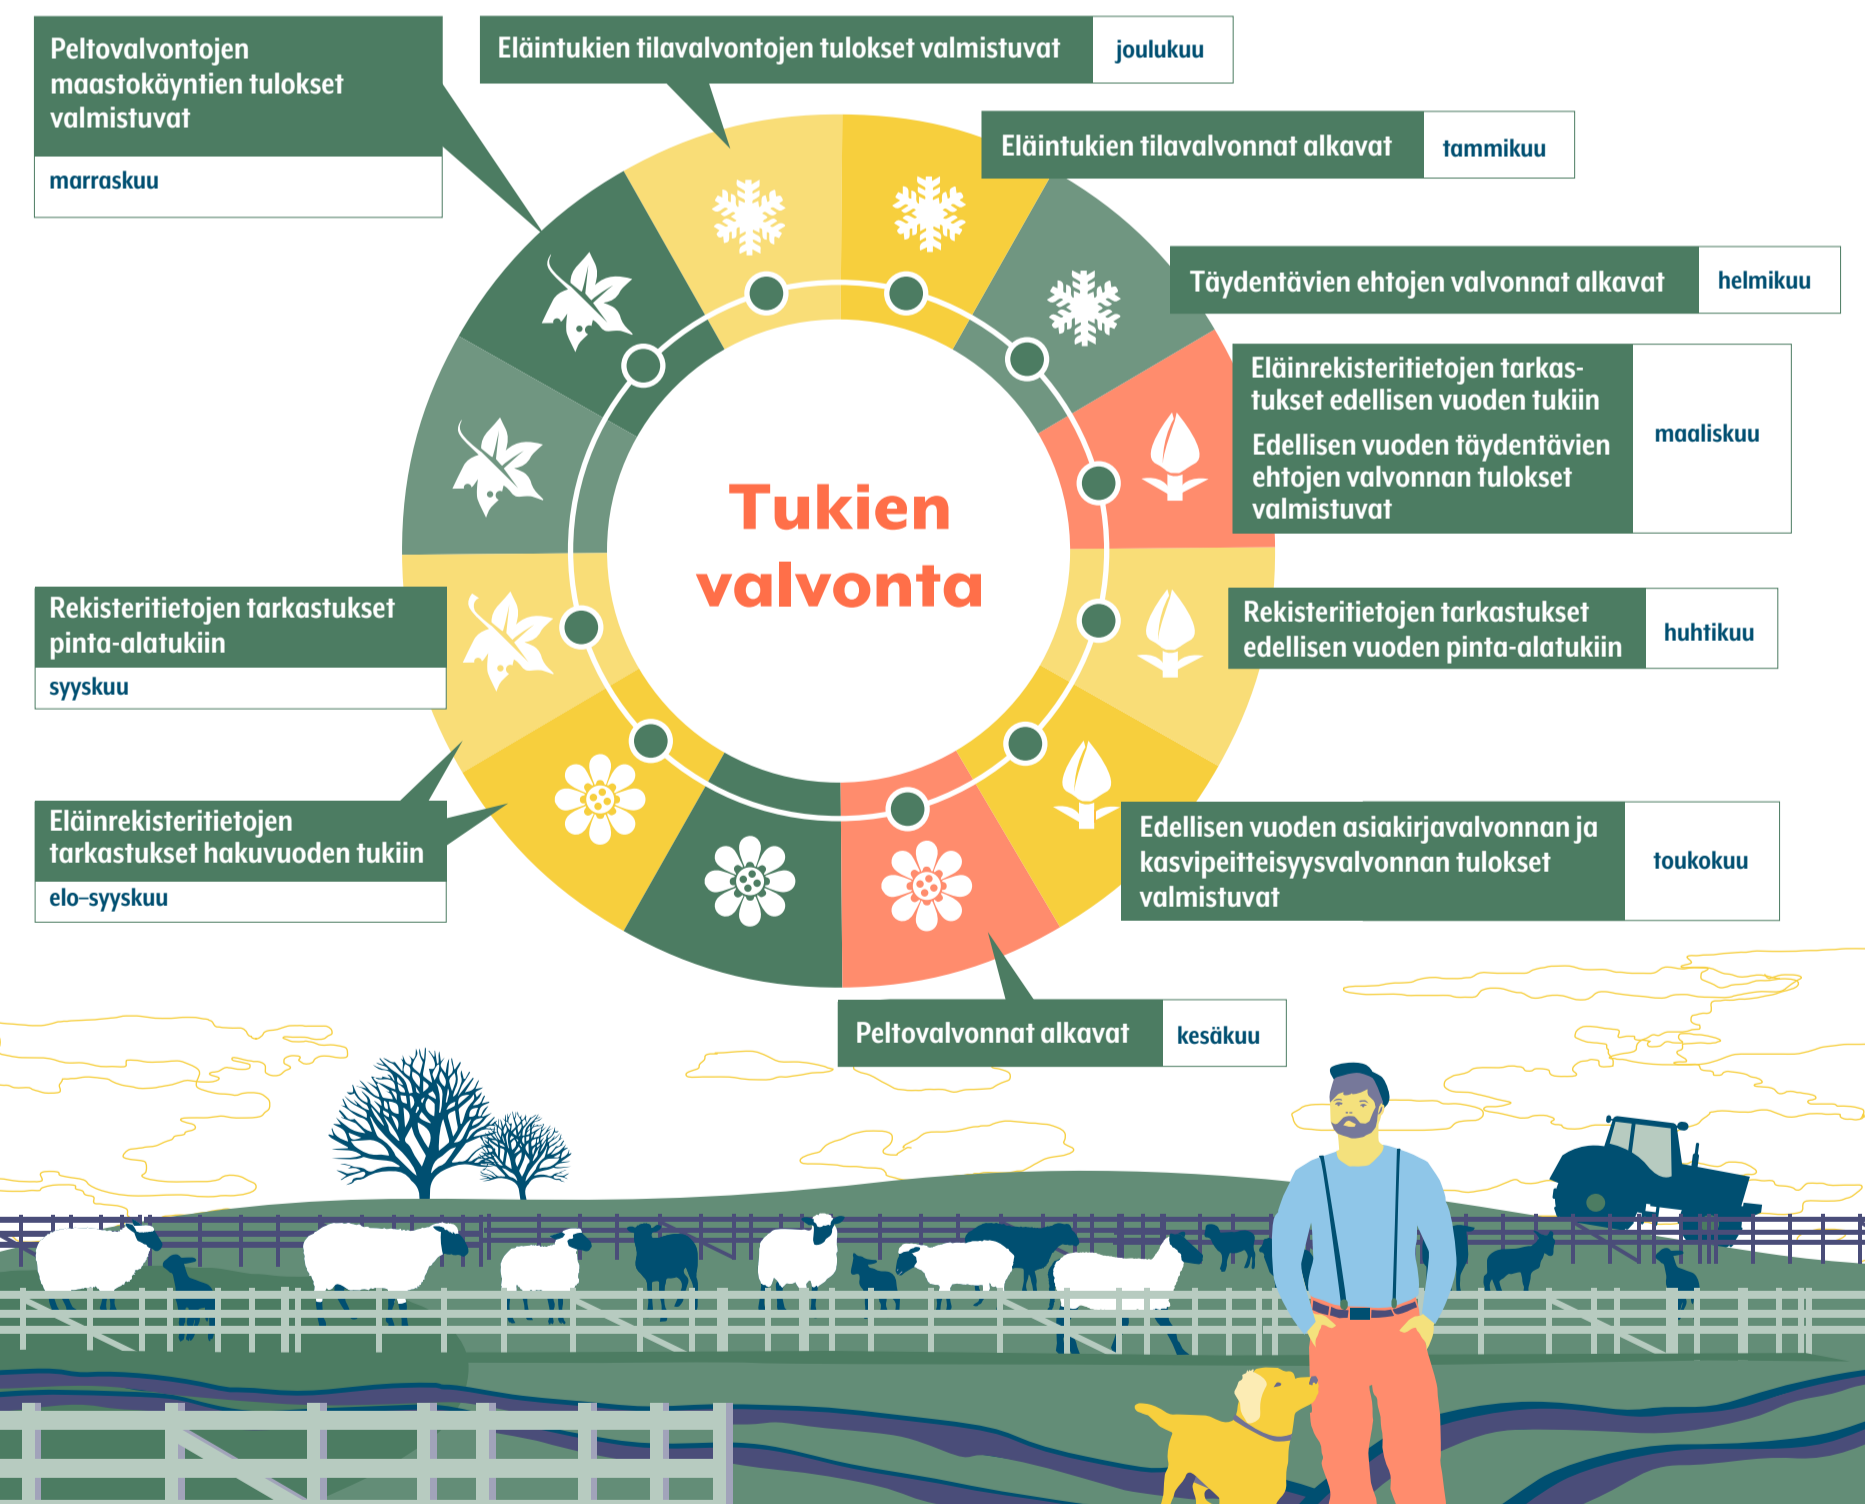 Tukien
valvonta
Eläintukien tilavalvonnat alkavat
tammikuu
Täydentävien ehtojen valvonnat alkavat
helmikuu
Eläinrekisteritietojen tarkas-
tukset edellisen vuoden tukiin
Edellisen vuoden täydentävien
ehtojen valvonnan tulokset
valmistuvat
maaliskuu
Rekisteritietojen tarkastukset
edellisen vuoden pinta-alatukiin
huhtikuu
Edellisen vuoden asiakirjavalvonnan ja
kasvipeitteisyysvalvonnan tulokset
valmistuvat
toukokuu
Peltovalvonnat alkavat
kesäkuu
Eläinrekisteritietojen
tarkastukset hakuvuoden tukiin
elo–syyskuu
Rekisteritietojen tarkastukset
pinta-alatukiin
syyskuu
Peltovalvontojen
maastokäyntien tulokset
valmistuvat
marraskuu
Eläintukien tilavalvontojen tulokset valmistuvat
joulukuu